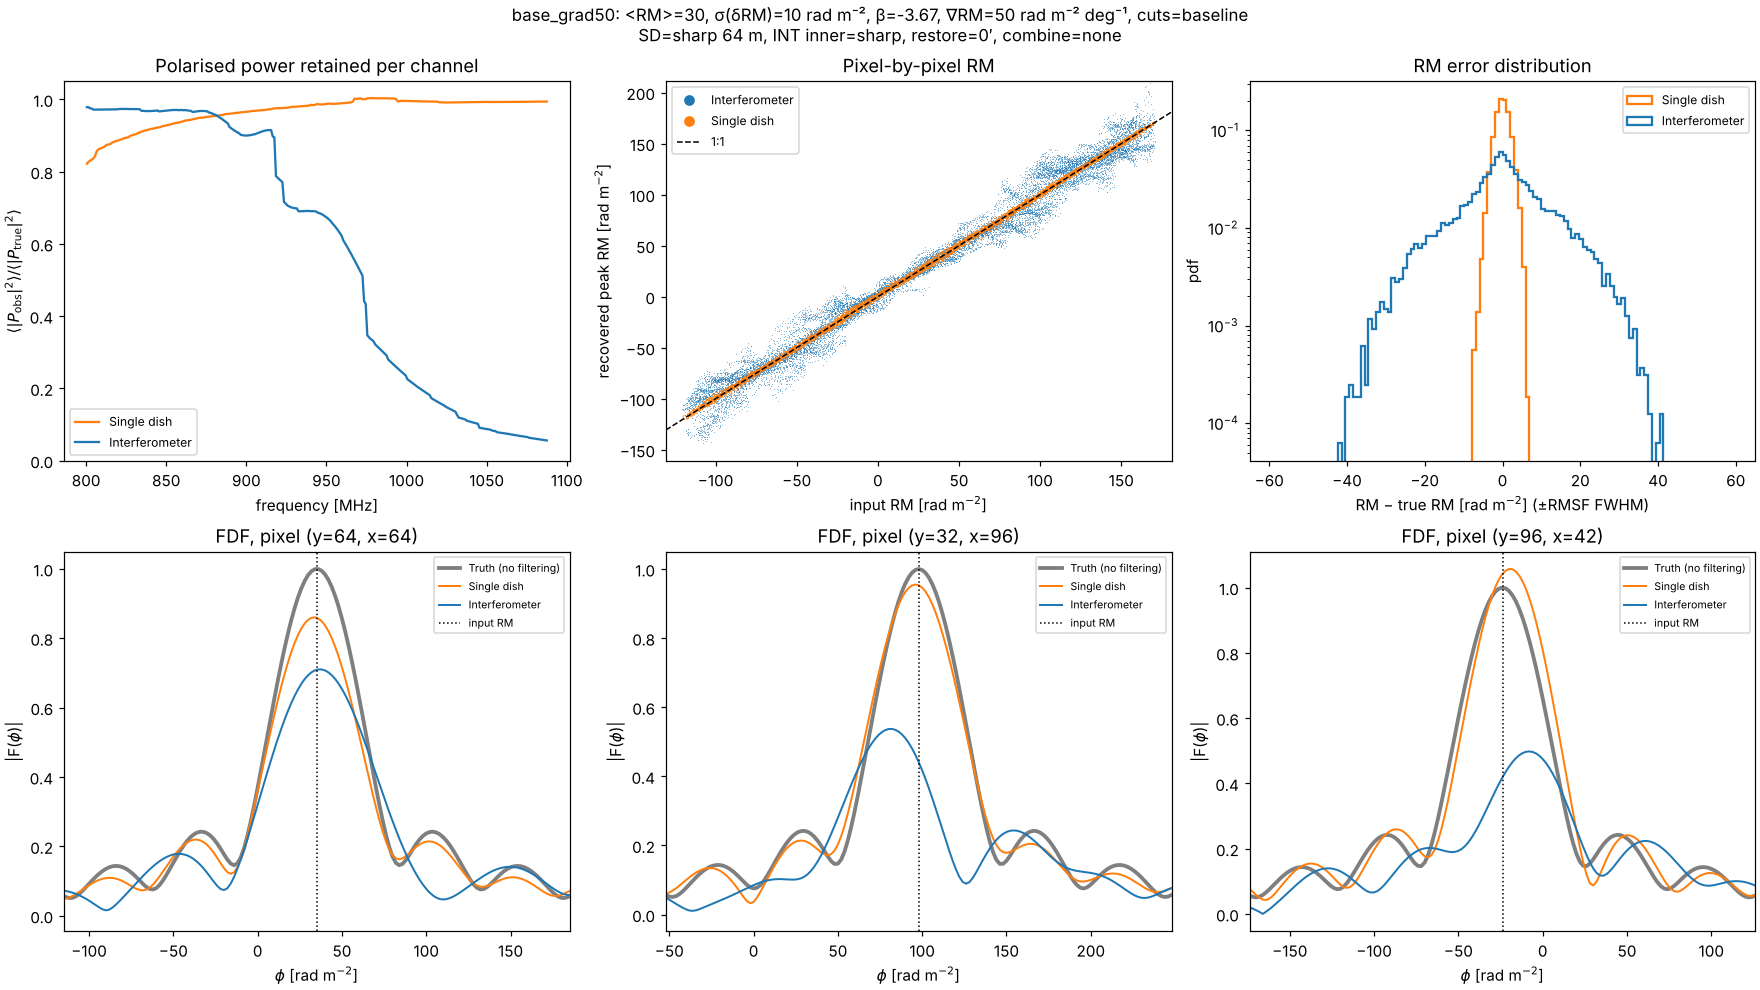 base_grad50: <RM>=30, σ(δRM)=10 rad m⁻², β=-3.67, ∇RM=50 rad m⁻² deg⁻¹, cuts=baseline
SD=sharp 64 m, INT inner=sharp, restore=0′, combine=none
Polarised power retained per channel
1.0
0.8
0.6
0.4
0.2
0.0
⟨|P_obs|²⟩/⟨|P_true|²⟩
Single dish
Interferometer
800 850 900 950 1000 1050 1100
frequency [MHz]
Pixel-by-pixel RM
200
150
100
50
0
−50
−100
−150
recovered peak RM [rad m⁻²]
Interferometer
Single dish
1:1
−100 −50 0 50 100 150
input RM [rad m⁻²]
RM error distribution
10⁻¹
10⁻²
10⁻³
10⁻⁴
pdf
Single dish
Interferometer
−60 −40 −20 0 20 40 60
RM − true RM [rad m⁻²] (±RMSF FWHM)
FDF, pixel (y=64, x=64)
1.0
0.8
0.6
0.4
0.2
0.0
|F(ϕ)|
Truth (no filtering)
Single dish
Interferometer
input RM
−100 −50 0 50 100 150
ϕ [rad m⁻²]
FDF, pixel (y=32, x=96)
1.0
0.8
0.6
0.4
0.2
0.0
|F(ϕ)|
Truth (no filtering)
Single dish
Interferometer
input RM
−50 0 50 100 150 200
ϕ [rad m⁻²]
FDF, pixel (y=96, x=42)
1.0
0.8
0.6
0.4
0.2
0.0
|F(ϕ)|
Truth (no filtering)
Single dish
Interferometer
input RM
−150 −100 −50 0 50 100
ϕ [rad m⁻²]